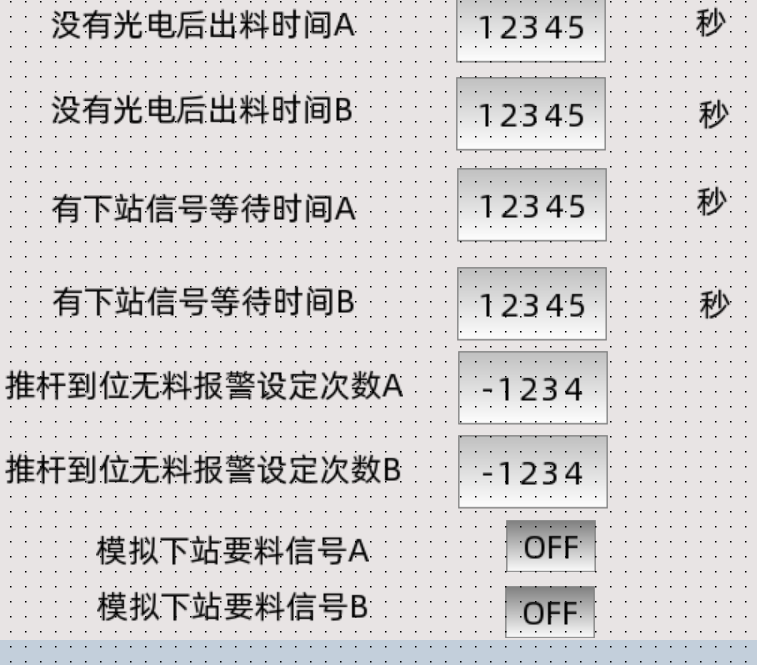 没有光电后出料时间A 12345 秒
没有光电后出料时间B 12345 秒
有下站信号等待时间A 12345 秒
有下站信号等待时间B 12345 秒
推杆到位无料报警设定次数A -1234
推杆到位无料报警设定次数B -1234
模拟下站要料信号A OFF
模拟下站要料信号B OFF